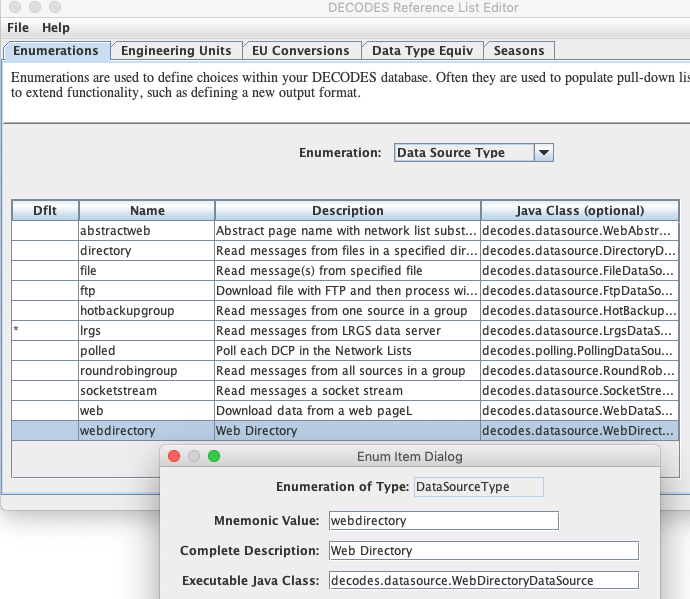 DECODES Reference List Editor
File Help
Enumerations Engineering Units EU Conversions Data Type Equiv Seasons
Enumerations are used to define choices within your DECODES database. Often they are used to populate pull-down lis
to extend functionality, such as defining a new output format.
Enumeration: Data Source Type
Dflt Name Description Java Class (optional)
abstractweb Abstract page name with network list subst... decodes.datasource.WebAbstr...
directory Read messages from files in a specified dir... decodes.datasource.DirectoryD...
file Read message(s) from specified file decodes.datasource.FileDataSo...
ftp Download file with FTP and then process wi... decodes.datasource.FtpDataSo...
hotbackupgroup Read messages from one source in a group decodes.datasource.HotBackup...
* lrgs Read messages from LRGS data server decodes.datasource.LrgsDataS...
polled Poll each DCP in the Network Lists decodes.polling.PollingDataSou...
roundrobingroup Read messages from all sources in a group decodes.datasource.RoundRob...
socketstream Read messages a socket stream decodes.datasource.SocketStre...
web Download data from a web pageL decodes.datasource.WebDataS...
webdirectory Web Directory decodes.datasource.WebDirect...
Enum Item Dialog
Enumeration of Type: DataSourceType
Mnemonic Value: webdirectory
Complete Description: Web Directory
Executable Java Class: decodes.datasource.WebDirectoryDataSource